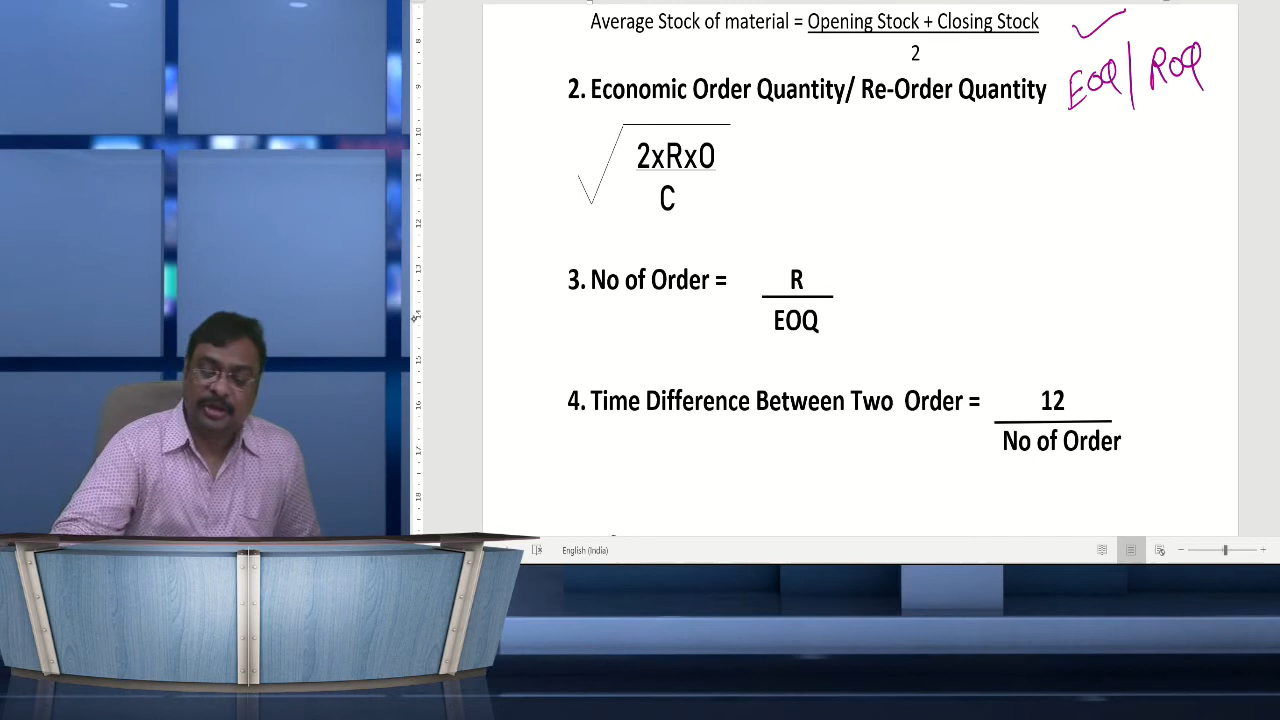 Average Stock of material = Opening Stock + Closing Stock
2
2. Economic Order Quantity/ Re-Order Quantity EOQ / ROQ
2xRxO
C
3. No of Order = R
EOQ
4. Time Difference Between Two Order = 12
No of Order
English (India)